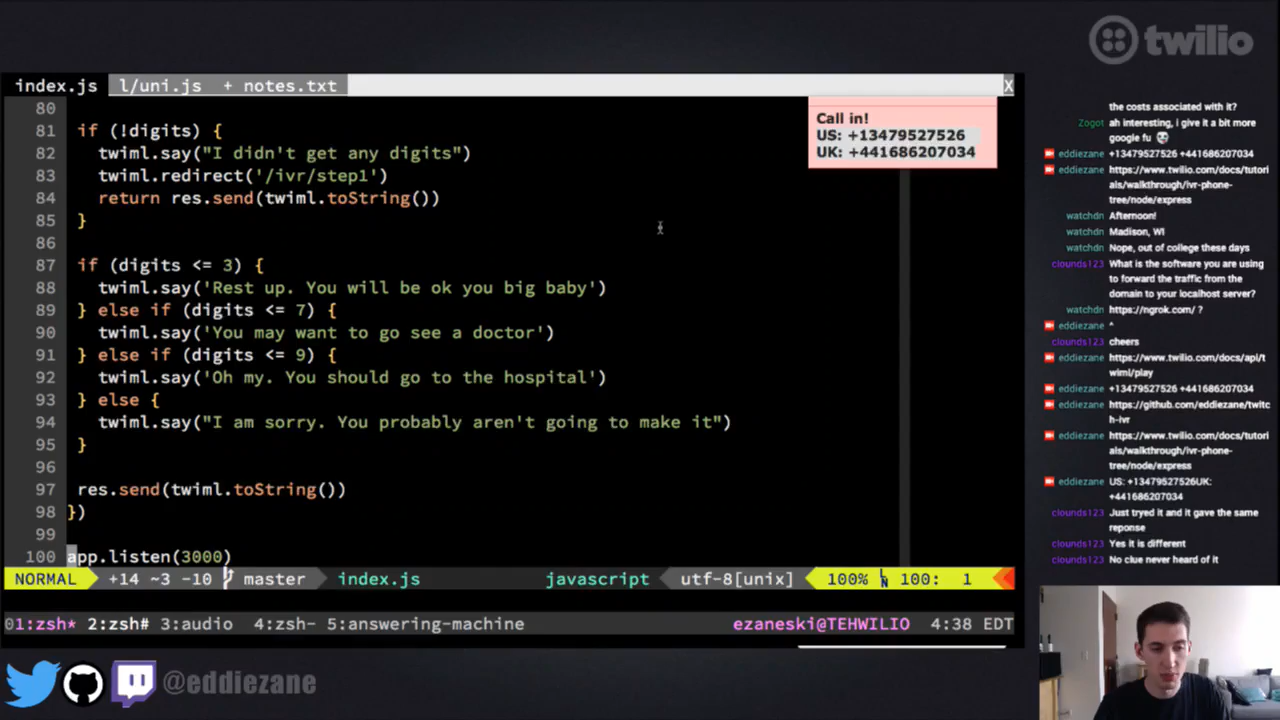 twilio
index.js l/uni.js + notes.txt X
80
81 if (!digits) {
82 twiml.say("I didn't get any digits")
83 twiml.redirect('/ivr/step1')
84 return res.send(twiml.toString())
85 }
86
87 if (digits <= 3) {
88 twiml.say('Rest up. You will be ok you big baby')
89 } else if (digits <= 7) {
90 twiml.say('You may want to go see a doctor')
91 } else if (digits <= 9) {
92 twiml.say('Oh my. You should go to the hospital')
93 } else {
94 twiml.say("I am sorry. You probably aren't going to make it")
95 }
96
97 res.send(twiml.toString())
98 })
99
100 app.listen(3000)
NORMAL +14 ~3 -10 master index.js javascript utf-8[unix] 100% 100: 1
01:zsh* 2:zsh# 3:audio 4:zsh- 5:answering-machine ezaneski@TEHWILIO 4:38 EDT
@eddiezane
Call in!
US: +13479527526
UK: +441686207034
the costs associated with it?
Zogot ah interesting, i give it a bit more
google fu
eddiezane +13479527526 +441686207034
eddiezane https://www.twilio.com/docs/tutori
als/walkthrough/ivr-phone-
tree/node/express
watchdn Afternoon!
watchdn Madison, WI
watchdn Nope, out of college these days
clounds123 What is the software you are using
to forward the traffic from the
domain to your localhost server?
watchdn https://ngrok.com/ ?
eddiezane ^
clounds123 cheers
eddiezane https://www.twilio.com/docs/api/t
wiml/play
eddiezane +13479527526 +441686207034
eddiezane https://github.com/eddiezane/twitc
h-ivr
eddiezane https://www.twilio.com/docs/tutori
als/walkthrough/ivr-phone-
tree/node/express
eddiezane US: +13479527526UK:
+441686207034
clounds123 Just tryed it and it gave the same
reponse
clounds123 Yes it is different
clounds123 No clue never heard of it